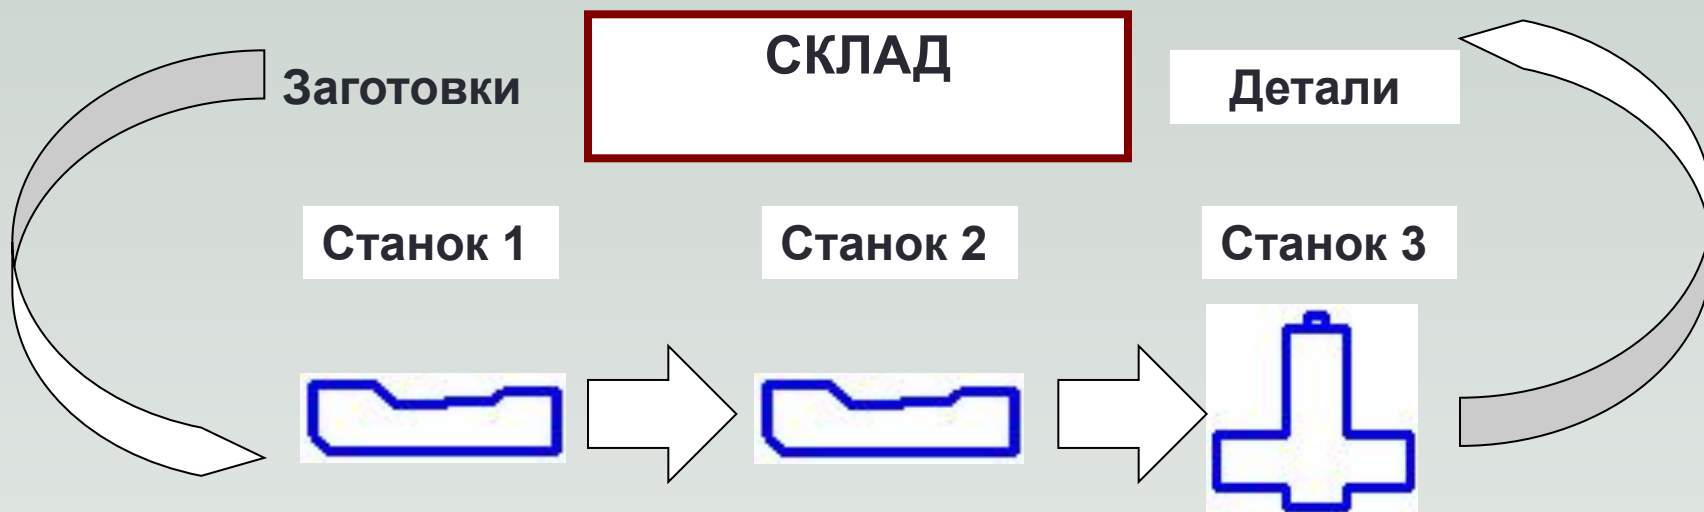 СКЛАД
Заготовки
Детали
Станок 1
Станок 2
Станок 3